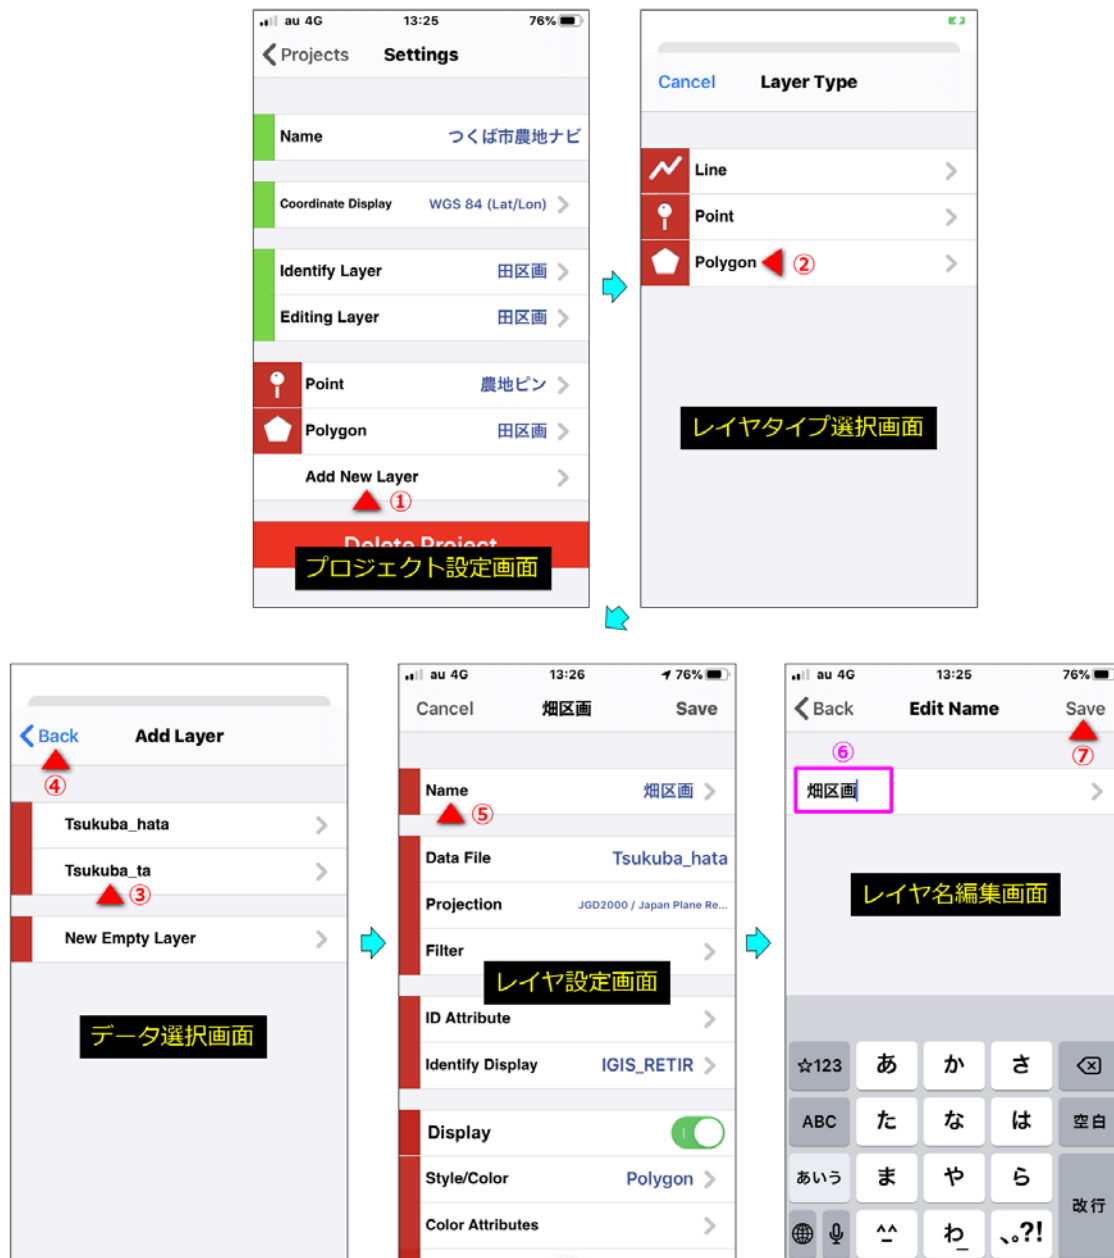 au 4G 13:25 76%
Projects Settings
Name つくば市農地ナビ
Coordinate Display WGS 84 (Lat/Lon)
Identify Layer 田区画
Editing Layer 田区画
Point 農地ピン
Polygon 田区画
Add New Layer
①
Delete Project
プロジェクト設定画面
Cancel Layer Type
Line
Point
Polygon ②
レイヤタイプ選択画面
Back Add Layer
④
Tsukuba_hata
Tsukuba_ta
③
New Empty Layer
データ選択画面
au 4G 13:26 76%
Cancel 畑区画 Save
Name 畑区画
⑤
Data File Tsukuba_hata
Projection JGD2000 / Japan Plane Re...
Filter
レイヤ設定画面
ID Attribute
Identify Display IGIS_RETIR
Display
Style/Color Polygon
Color Attributes
au 4G 13:25 76%
Back Edit Name Save
⑥ ⑦
畑区画
レイヤ名編集画面
☆123 あ か さ
ABC た な は 空白
あいう ま や ら 改行
^^ わ_ 、。?!